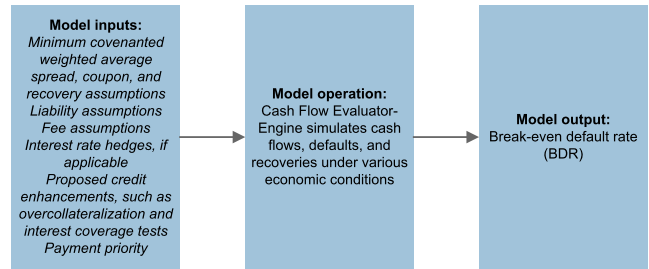 Model inputs:
Minimum covenanted
weighted average
spread, coupon, and
recovery assumptions
Liability assumptions
Fee assumptions
Interest rate hedges, if
applicable
Proposed credit
enhancements, such as
overcollateralization and
interest coverage tests
Payment priority
Model operation:
Cash Flow Evaluator-
Engine simulates cash
flows, defaults, and
recoveries under various
economic conditions
Model output:
Break-even default rate
(BDR)